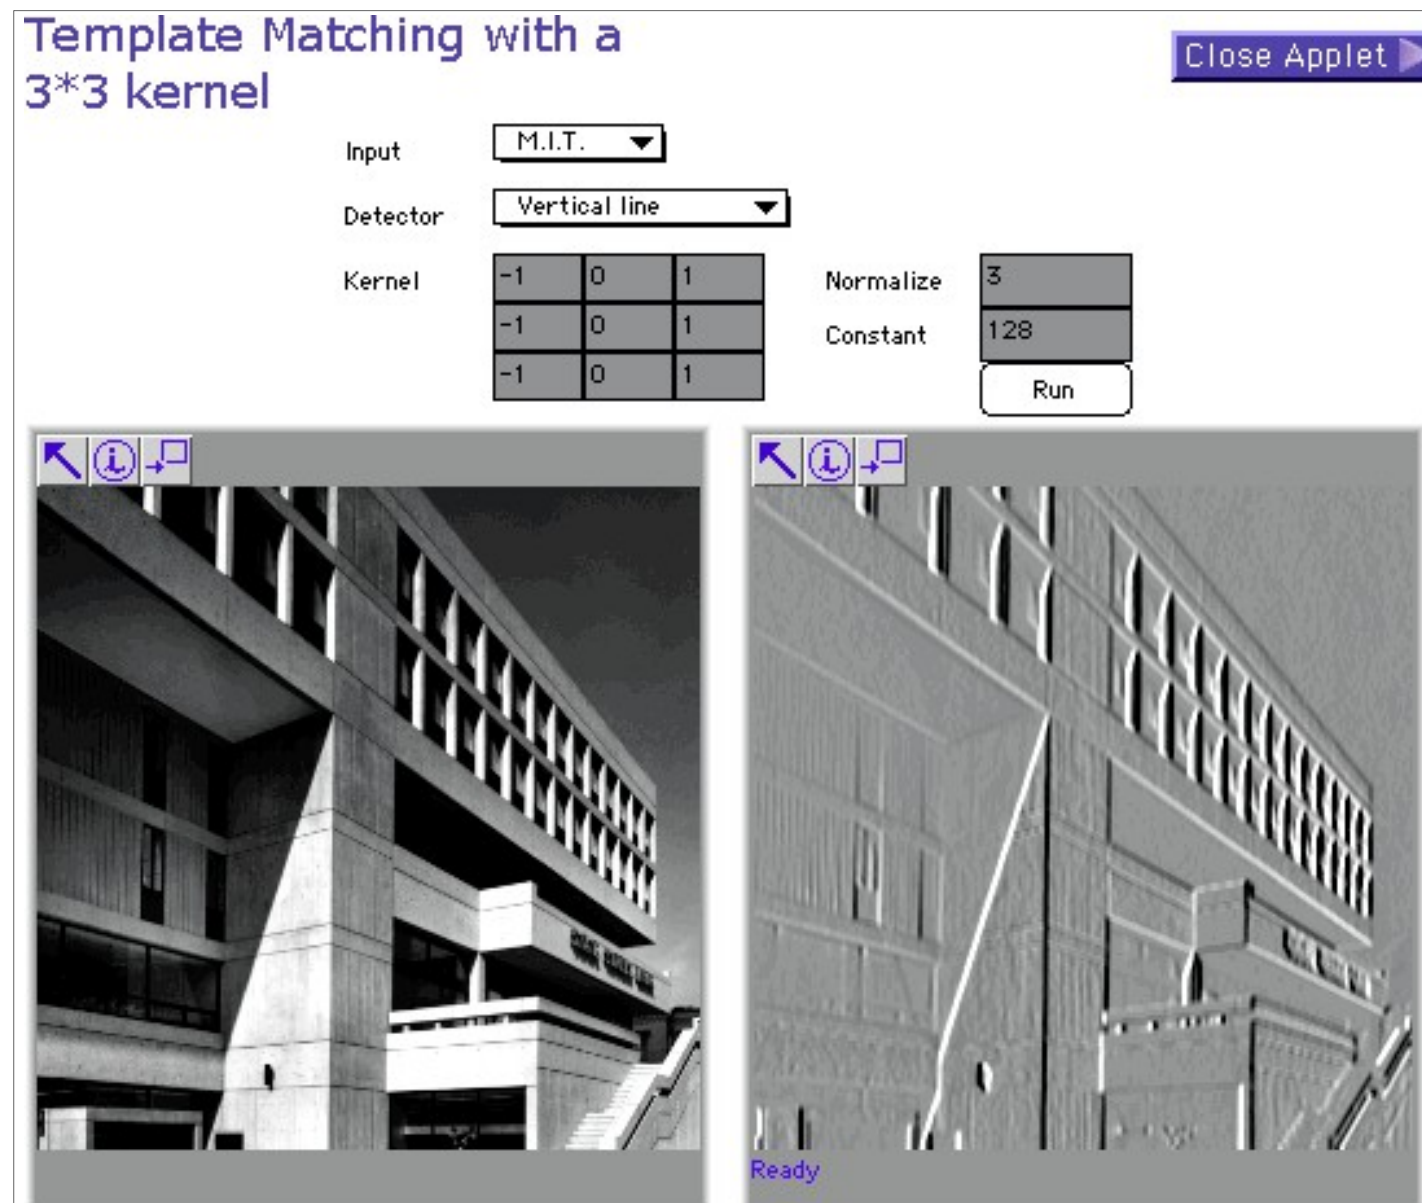 Template Matching with a
3*3 kernel
Close Applet
Input M.I.T.
Detector Vertical line
Kernel -1 0 1 Normalize 3
-1 0 1 Constant 128
-1 0 1 Run
Ready